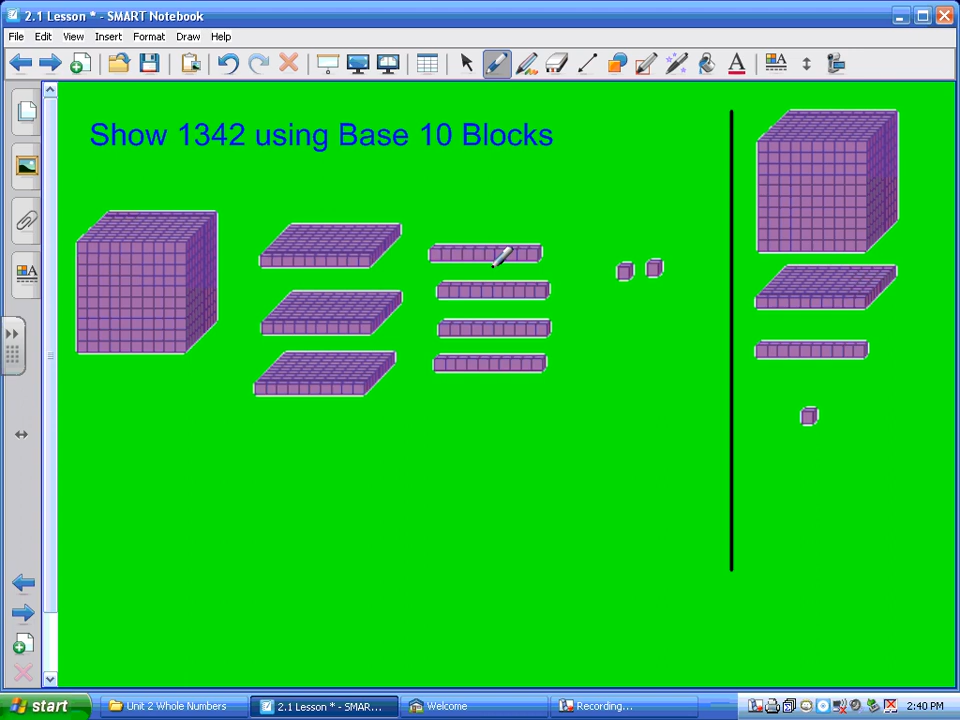 2.1 Lesson * - SMART Notebook
File Edit View Insert Format Draw Help
Show 1342 using Base 10 Blocks
start
Unit 2 Whole Numbers
2.1 Lesson * - SMAR...
Welcome
Recording...
2:40 PM